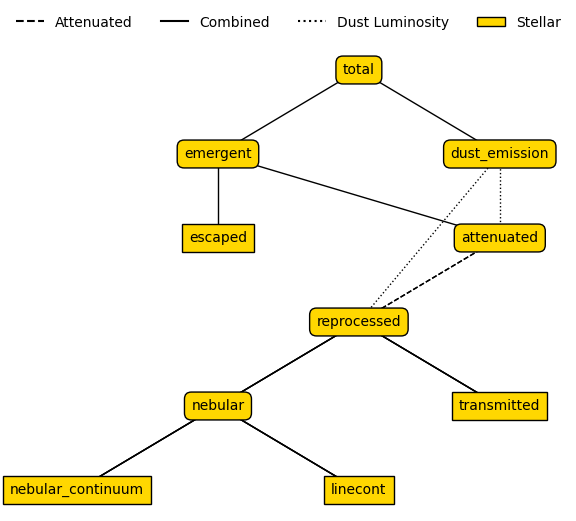 Attenuated Combined Dust Luminosity Stellar
total
emergent dust_emission
escaped attenuated
reprocessed
nebular transmitted
nebular_continuum linecont